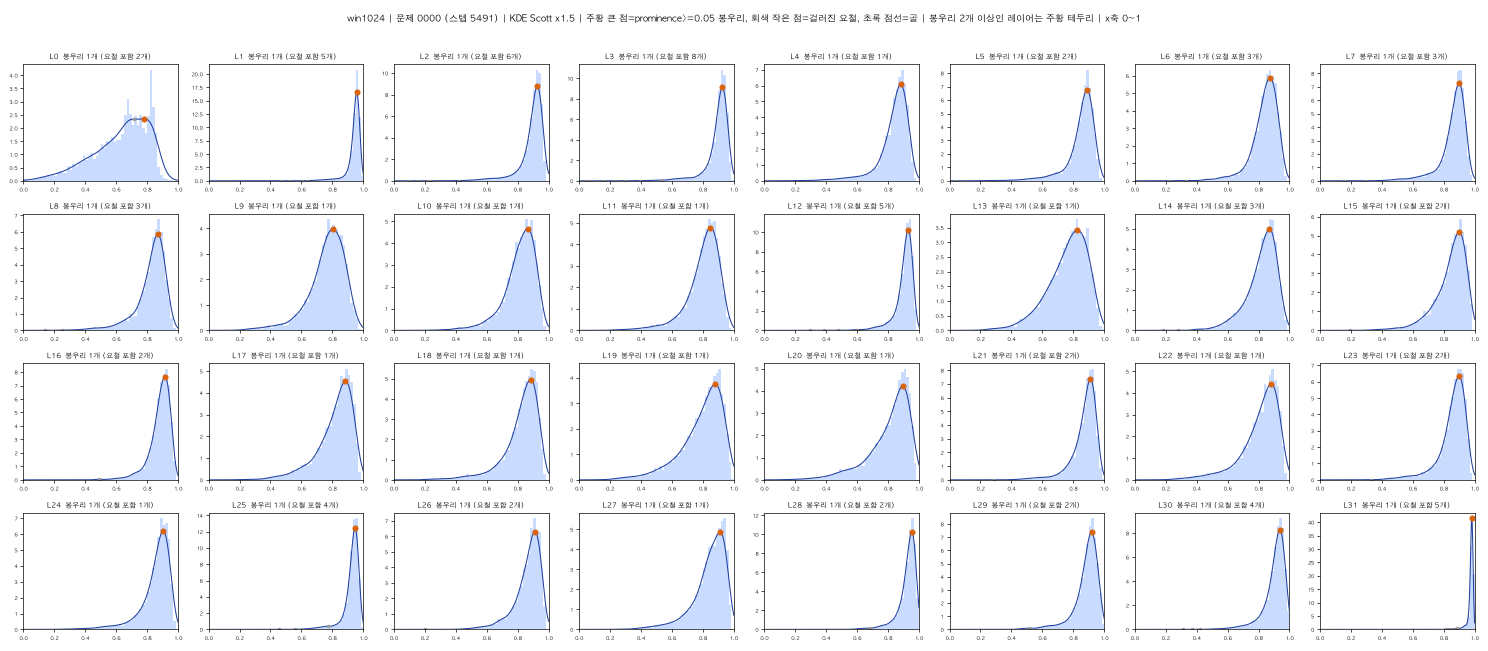 win1024 | 문제 0000 (스텝 5491) | KDE Scott x1.5 | 주황 큰 점=prominence>=0.05 봉우리, 회색 작은 점=걸러진 요철, 초록 점선=골 | 봉우리 2개 이상인 레이어는 주황 테두리 | x축 0~1
L0 봉우리 1개 (요철 포함 2개)
L1 봉우리 1개 (요철 포함 5개)
L2 봉우리 1개 (요철 포함 6개)
L3 봉우리 1개 (요철 포함 8개)
L4 봉우리 1개 (요철 포함 1개)
L5 봉우리 1개 (요철 포함 2개)
L6 봉우리 1개 (요철 포함 3개)
L7 봉우리 1개 (요철 포함 3개)
L8 봉우리 1개 (요철 포함 3개)
L9 봉우리 1개 (요철 포함 1개)
L10 봉우리 1개 (요철 포함 1개)
L11 봉우리 1개 (요철 포함 1개)
L12 봉우리 1개 (요철 포함 5개)
L13 봉우리 1개 (요철 포함 1개)
L14 봉우리 1개 (요철 포함 3개)
L15 봉우리 1개 (요철 포함 2개)
L16 봉우리 1개 (요철 포함 2개)
L17 봉우리 1개 (요철 포함 1개)
L18 봉우리 1개 (요철 포함 1개)
L19 봉우리 1개 (요철 포함 1개)
L20 봉우리 1개 (요철 포함 1개)
L21 봉우리 1개 (요철 포함 2개)
L22 봉우리 1개 (요철 포함 1개)
L23 봉우리 1개 (요철 포함 2개)
L24 봉우리 1개 (요철 포함 1개)
L25 봉우리 1개 (요철 포함 4개)
L26 봉우리 1개 (요철 포함 2개)
L27 봉우리 1개 (요철 포함 1개)
L28 봉우리 1개 (요철 포함 2개)
L29 봉우리 1개 (요철 포함 2개)
L30 봉우리 1개 (요철 포함 4개)
L31 봉우리 1개 (요철 포함 5개)